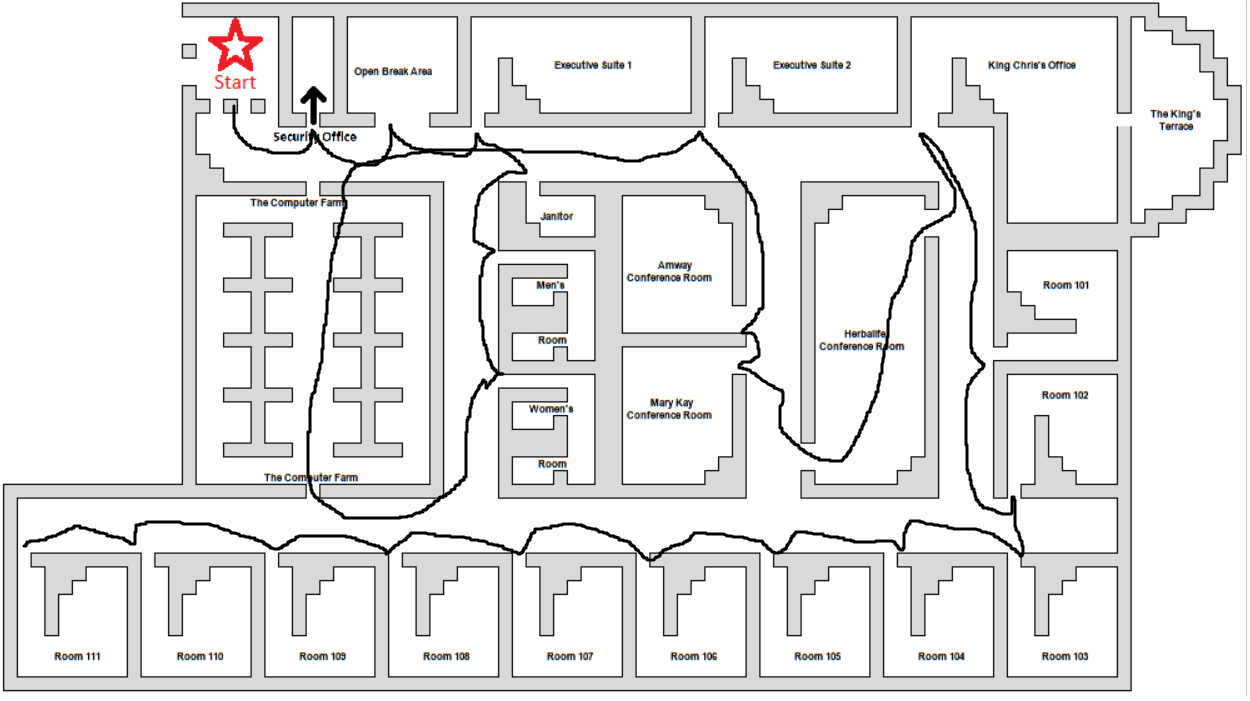 Start
Open Break Area
Executive Suite 1
Executive Suite 2
King Chris's Office
The King's
Terrace
Security Office
The Computer Farm
Janitor
Amway
Conference Room
Men's
Room
Room 101
Herbalife
Conference Room
Mary Kay
Conference Room
Women's
Room
Room 102
The Computer Farm
Room 111
Room 110
Room 109
Room 108
Room 107
Room 106
Room 105
Room 104
Room 103